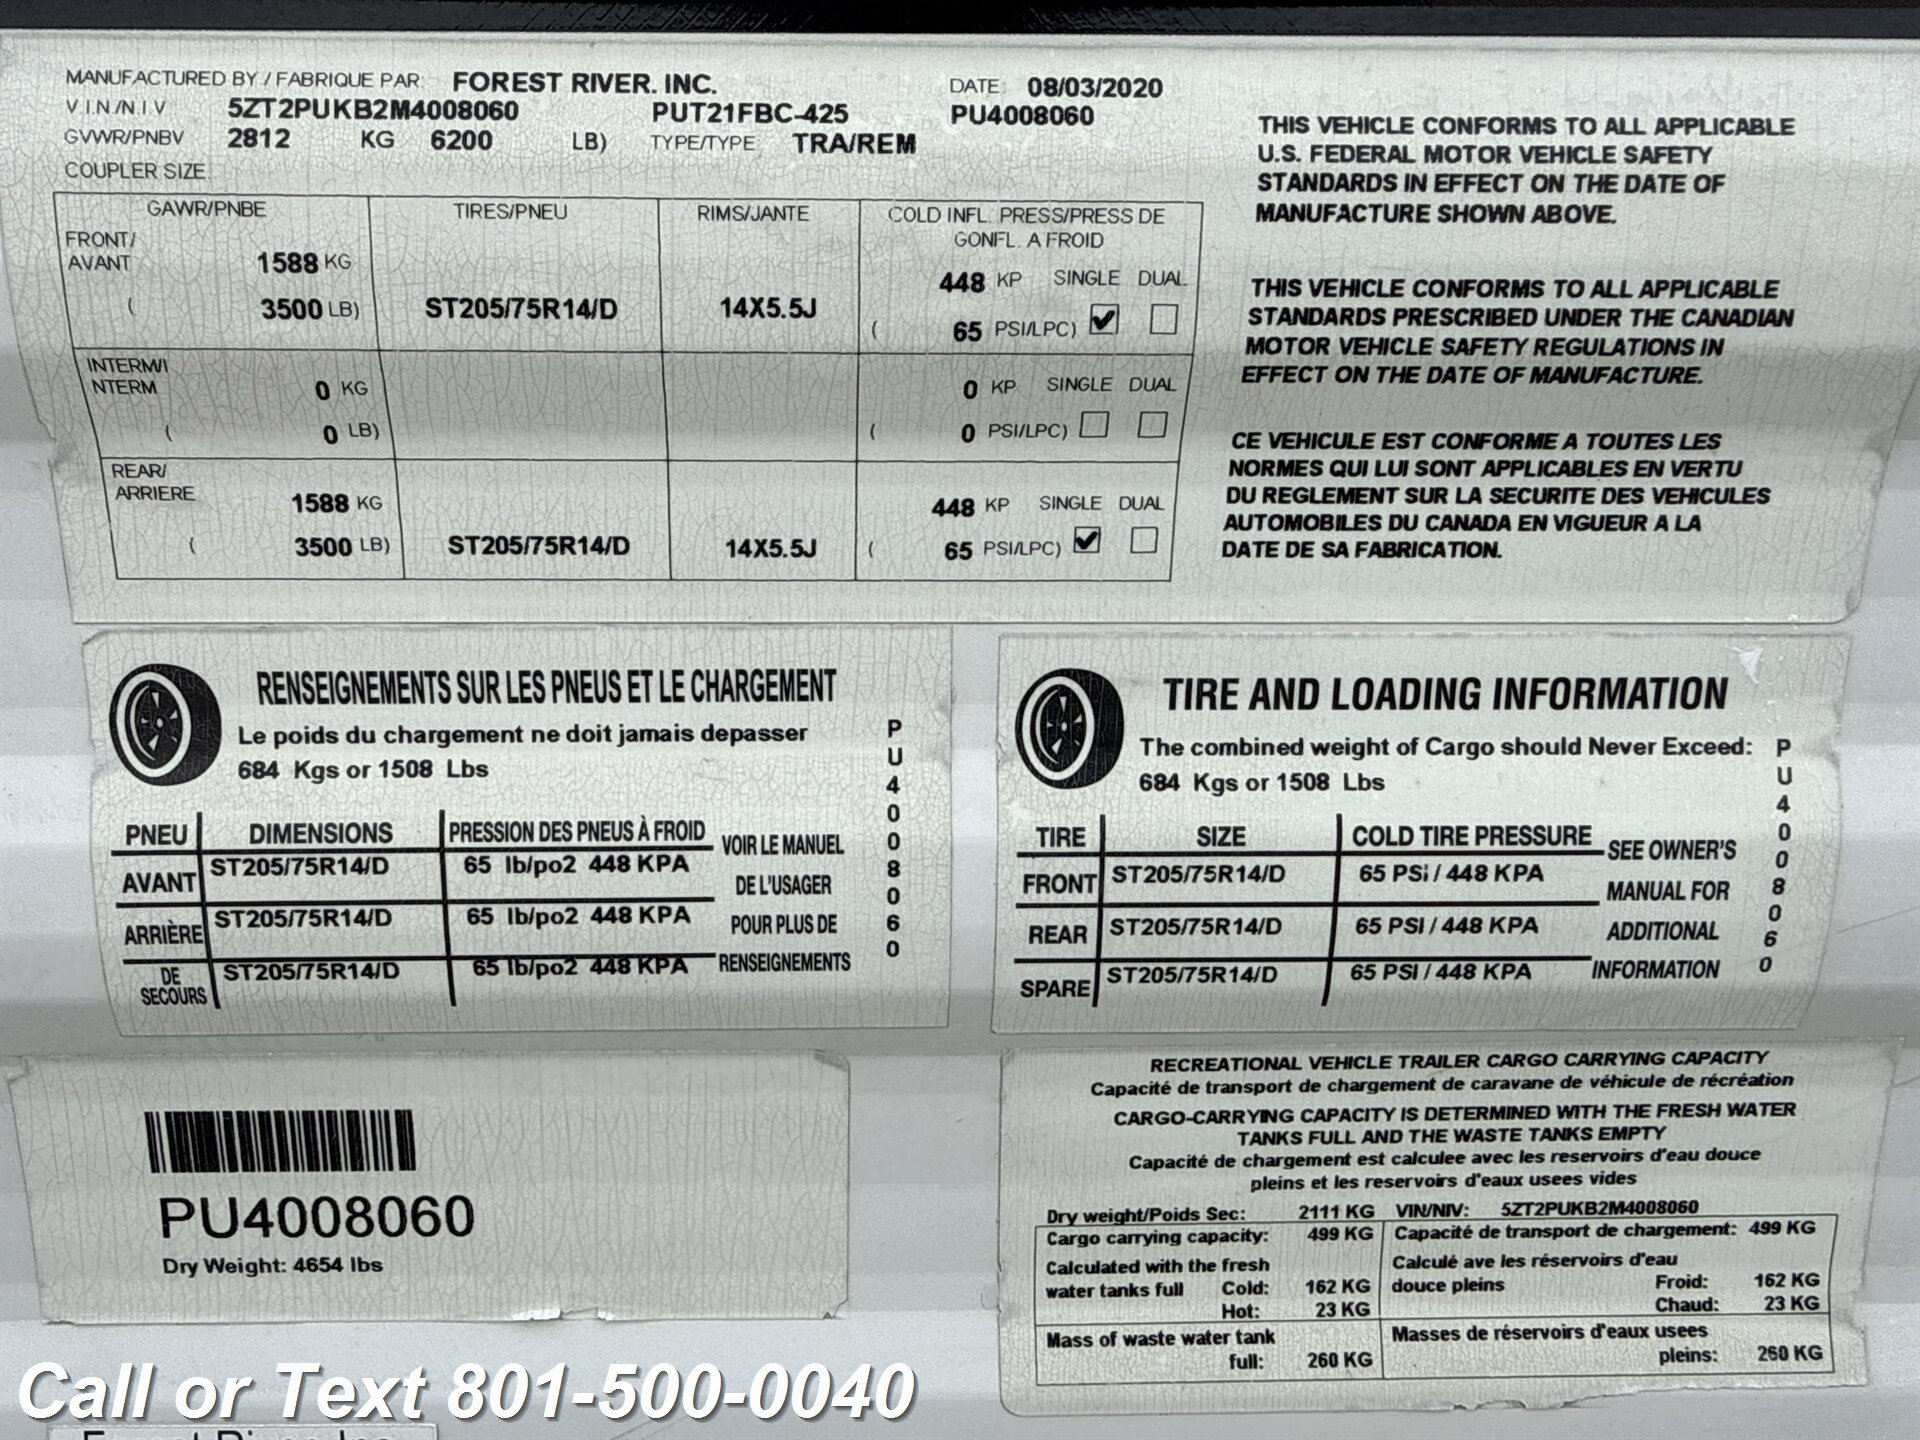 MANUFACTURED BY / FABRIQUE PAR: FOREST RIVER. INC. DATE: 08/03/2020
V.I.N./N.I.V 5ZT2PUKB2M4008060 PUT21FBC-425 PU4008060
GVWR/PNBV 2812 KG 6200 LB) TYPE/TYPE: TRA/REM
COUPLER SIZE:
GAWR/PNBE TIRES/PNEU RIMS/JANTE COLD INFL. PRESS/PRESS DE
GONFL. A FROID
FRONT/
AVANT 1588 KG 448 KP SINGLE DUAL
( 3500 LB) ST205/75R14/D 14X5.5J ( 65 PSI/LPC)
INTERM/I
NTERM 0 KG 0 KP SINGLE DUAL
( 0 LB) ( 0 PSI/LPC)
REAR/
ARRIERE 1588 KG 448 KP SINGLE DUAL
( 3500 LB) ST205/75R14/D 14X5.5J ( 65 PSI/LPC)
THIS VEHICLE CONFORMS TO ALL APPLICABLE
U.S. FEDERAL MOTOR VEHICLE SAFETY
STANDARDS IN EFFECT ON THE DATE OF
MANUFACTURE SHOWN ABOVE.
THIS VEHICLE CONFORMS TO ALL APPLICABLE
STANDARDS PRESCRIBED UNDER THE CANADIAN
MOTOR VEHICLE SAFETY REGULATIONS IN
EFFECT ON THE DATE OF MANUFACTURE.
CE VEHICULE EST CONFORME A TOUTES LES
NORMES QUI LUI SONT APPLICABLES EN VERTU
DU REGLEMENT SUR LA SECURITE DES VEHICULES
AUTOMOBILES DU CANADA EN VIGUEUR A LA
DATE DE SA FABRICATION.
RENSEIGNEMENTS SUR LES PNEUS ET LE CHARGEMENT
Le poids du chargement ne doit jamais depasser
684 Kgs or 1508 Lbs
PNEU DIMENSIONS PRESSION DES PNEUS À FROID
AVANT ST205/75R14/D 65 lb/po2 448 KPA
ARRIÈRE ST205/75R14/D 65 lb/po2 448 KPA
DE
SECOURS ST205/75R14/D 65 lb/po2 448 KPA
VOIR LE MANUEL
DE L'USAGER
POUR PLUS DE
RENSEIGNEMENTS
PU4008060
TIRE AND LOADING INFORMATION
The combined weight of Cargo should Never Exceed:
684 Kgs or 1508 Lbs
TIRE SIZE COLD TIRE PRESSURE
FRONT ST205/75R14/D 65 PSI / 448 KPA
REAR ST205/75R14/D 65 PSI / 448 KPA
SPARE ST205/75R14/D 65 PSI / 448 KPA
SEE OWNER'S
MANUAL FOR
ADDITIONAL
INFORMATION
PU4008060
PU4008060
Dry Weight: 4654 lbs
RECREATIONAL VEHICLE TRAILER CARGO CARRYING CAPACITY
Capacité de transport de chargement de caravane de véhicule de récréation
CARGO-CARRYING CAPACITY IS DETERMINED WITH THE FRESH WATER
TANKS FULL AND THE WASTE TANKS EMPTY
Capacité de chargement est calculee avec les reservoirs d'eau douce
pleins et les reservoirs d'eaux usees vides
Dry weight/Poids Sec: 2111 KG VIN/NIV: 5ZT2PUKB2M4008060
Cargo carrying capacity: 499 KG Capacité de transport de chargement: 499 KG
Calculated with the fresh Calculé ave les réservoirs d'eau
water tanks full Cold: 162 KG douce pleins Froid: 162 KG
Hot: 23 KG Chaud: 23 KG
Mass of waste water tank Masses de réservoirs d'eaux usees
full: 260 KG pleins: 260 KG
Call or Text 801-500-0040
Forest River Inc.